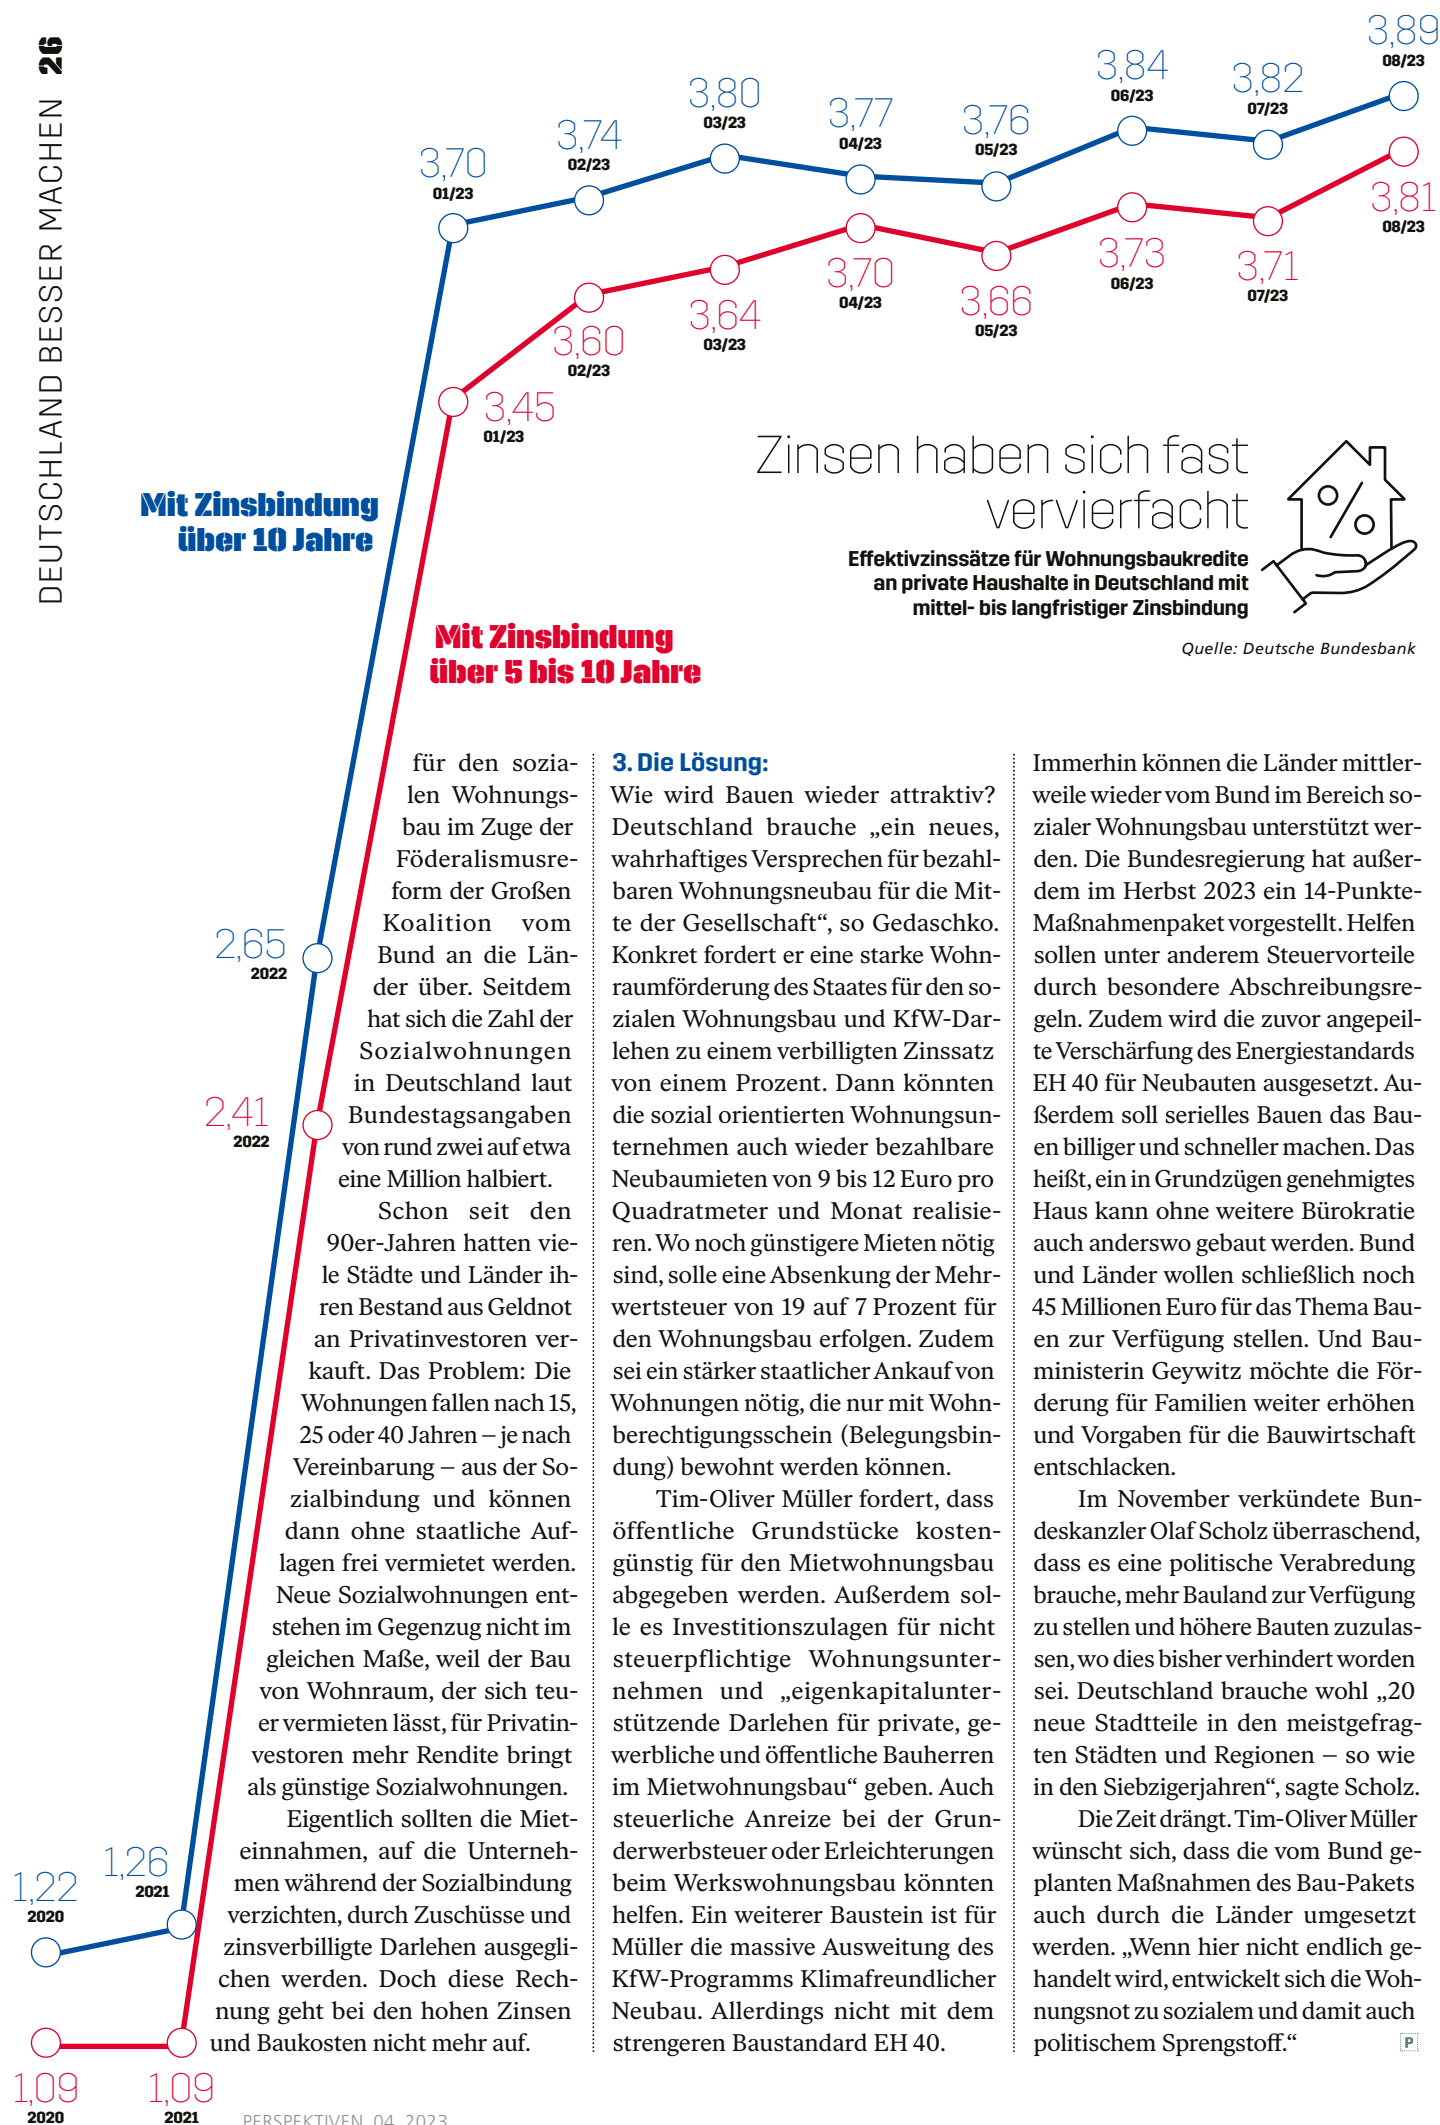 DEUTSCHLAND BESSER MACHEN 26
3,89
08/23
3,84
06/23
3,82
07/23
3,80
03/23
3,77
04/23
3,76
05/23
3,74
02/23
3,70
01/23
3,81
08/23
3,73
06/23
3,71
07/23
3,70
04/23
3,66
05/23
3,64
03/23
3,60
02/23
3,45
01/23
Zinsen haben sich fast
vervierfacht
Effektivzinssätze für Wohnungsbaukredite
an private Haushalte in Deutschland mit
mittel- bis langfristiger Zinsbindung
Quelle: Deutsche Bundesbank
Mit Zinsbindung
über 10 Jahre
Mit Zinsbindung
über 5 bis 10 Jahre
2,65
2022
2,41
2022
1,26
2021
1,22
2020
1,09
2020
1,09
2021
für den sozia-
len Wohnungs-
bau im Zuge der
Föderalismusre-
form der Großen
Koalition vom
Bund an die Län-
der über. Seitdem
hat sich die Zahl der
Sozialwohnungen
in Deutschland laut
Bundestagsangaben
von rund zwei auf etwa
eine Million halbiert.
Schon seit den
90er-Jahren hatten vie-
le Städte und Länder ih-
ren Bestand aus Geldnot
an Privatinvestoren ver-
kauft. Das Problem: Die
Wohnungen fallen nach 15,
25 oder 40 Jahren – je nach
Vereinbarung – aus der So-
zialbindung und können
dann ohne staatliche Auf-
lagen frei vermietet werden.
Neue Sozialwohnungen ent-
stehen im Gegenzug nicht im
gleichen Maße, weil der Bau
von Wohnraum, der sich teu-
er vermieten lässt, für Privatin-
vestoren mehr Rendite bringt
als günstige Sozialwohnungen.
Eigentlich sollten die Miet-
einnahmen, auf die Unterneh-
men während der Sozialbindung
verzichten, durch Zuschüsse und
zinsverbilligte Darlehen ausgegli-
chen werden. Doch diese Rech-
nung geht bei den hohen Zinsen
und Baukosten nicht mehr auf.
3. Die Lösung:
Wie wird Bauen wieder attraktiv?
Deutschland brauche „ein neues,
wahrhaftiges Versprechen für bezahl-
baren Wohnungsneubau für die Mit-
te der Gesellschaft“, so Gedaschko.
Konkret fordert er eine starke Wohn-
raumförderung des Staates für den so-
zialen Wohnungsbau und KfW-Dar-
lehen zu einem verbilligten Zinssatz
von einem Prozent. Dann könnten
die sozial orientierten Wohnungsun-
ternehmen auch wieder bezahlbare
Neubaumieten von 9 bis 12 Euro pro
Quadratmeter und Monat realisie-
ren. Wo noch günstigere Mieten nötig
sind, solle eine Absenkung der Mehr-
wertsteuer von 19 auf 7 Prozent für
den Wohnungsbau erfolgen. Zudem
sei ein stärker staatlicher Ankauf von
Wohnungen nötig, die nur mit Wohn-
berechtigungsschein (Belegungsbin-
dung) bewohnt werden können.
Tim-Oliver Müller fordert, dass
öffentliche Grundstücke kosten-
günstig für den Mietwohnungsbau
abgegeben werden. Außerdem sol-
le es Investitionszulagen für nicht
steuerpflichtige Wohnungsunter-
nehmen und „eigenkapitalunter-
stützende Darlehen für private, ge-
werbliche und öffentliche Bauherren
im Mietwohnungsbau“ geben. Auch
steuerliche Anreize bei der Grun-
derwerbsteuer oder Erleichterungen
beim Werkswohnungsbau könnten
helfen. Ein weiterer Baustein ist für
Müller die massive Ausweitung des
KfW-Programms Klimafreundlicher
Neubau. Allerdings nicht mit dem
strengeren Baustandard EH 40.
Immerhin können die Länder mittler-
weile wieder vom Bund im Bereich so-
zialer Wohnungsbau unterstützt wer-
den. Die Bundesregierung hat außer-
dem im Herbst 2023 ein 14-Punkte-
Maßnahmenpaket vorgestellt. Helfen
sollen unter anderem Steuervorteile
durch besondere Abschreibungsre-
geln. Zudem wird die zuvor angepeil-
te Verschärfung des Energiestandards
EH 40 für Neubauten ausgesetzt. Au-
ßerdem soll serielles Bauen das Bau-
en billiger und schneller machen. Das
heißt, ein in Grundzügen genehmigtes
Haus kann ohne weitere Bürokratie
auch anderswo gebaut werden. Bund
und Länder wollen schließlich noch
45 Millionen Euro für das Thema Bau-
en zur Verfügung stellen. Und Bau-
ministerin Geywitz möchte die För-
derung für Familien weiter erhöhen
und Vorgaben für die Bauwirtschaft
entschlacken.
Im November verkündete Bun-
deskanzler Olaf Scholz überraschend,
dass es eine politische Verabredung
brauche, mehr Bauland zur Verfügung
zu stellen und höhere Bauten zuzulas-
sen, wo dies bisher verhindert worden
sei. Deutschland brauche wohl „20
neue Stadtteile in den meistgefrag-
ten Städten und Regionen – so wie
in den Siebzigerjahren“, sagte Scholz.
Die Zeit drängt. Tim-Oliver Müller
wünscht sich, dass die vom Bund ge-
planten Maßnahmen des Bau-Pakets
auch durch die Länder umgesetzt
werden. „Wenn hier nicht endlich ge-
handelt wird, entwickelt sich die Woh-
nungsnot zu sozialem und damit auch
politischem Sprengstoff.“ P
PERSPEKTIVEN 04 2023